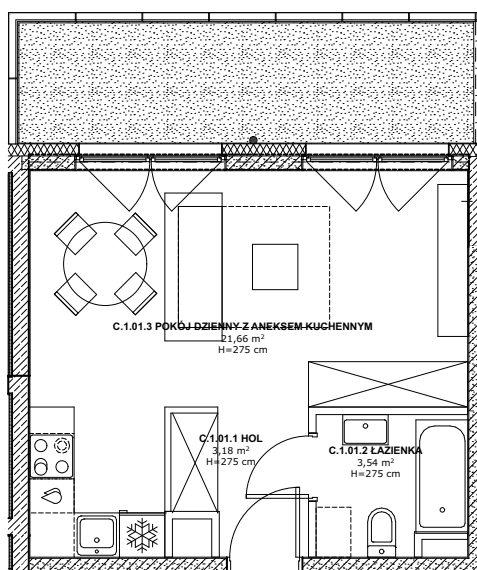 C.1.01.3 POKÓJ DZIENNY Z ANEKSEM KUCHENNYM
21,66 m²
H=275 cm
C.1.01.1 HOL
3,18 m²
H=275 cm
C.1.01.2 ŁAZIENKA
3,54 m²
H=275 cm